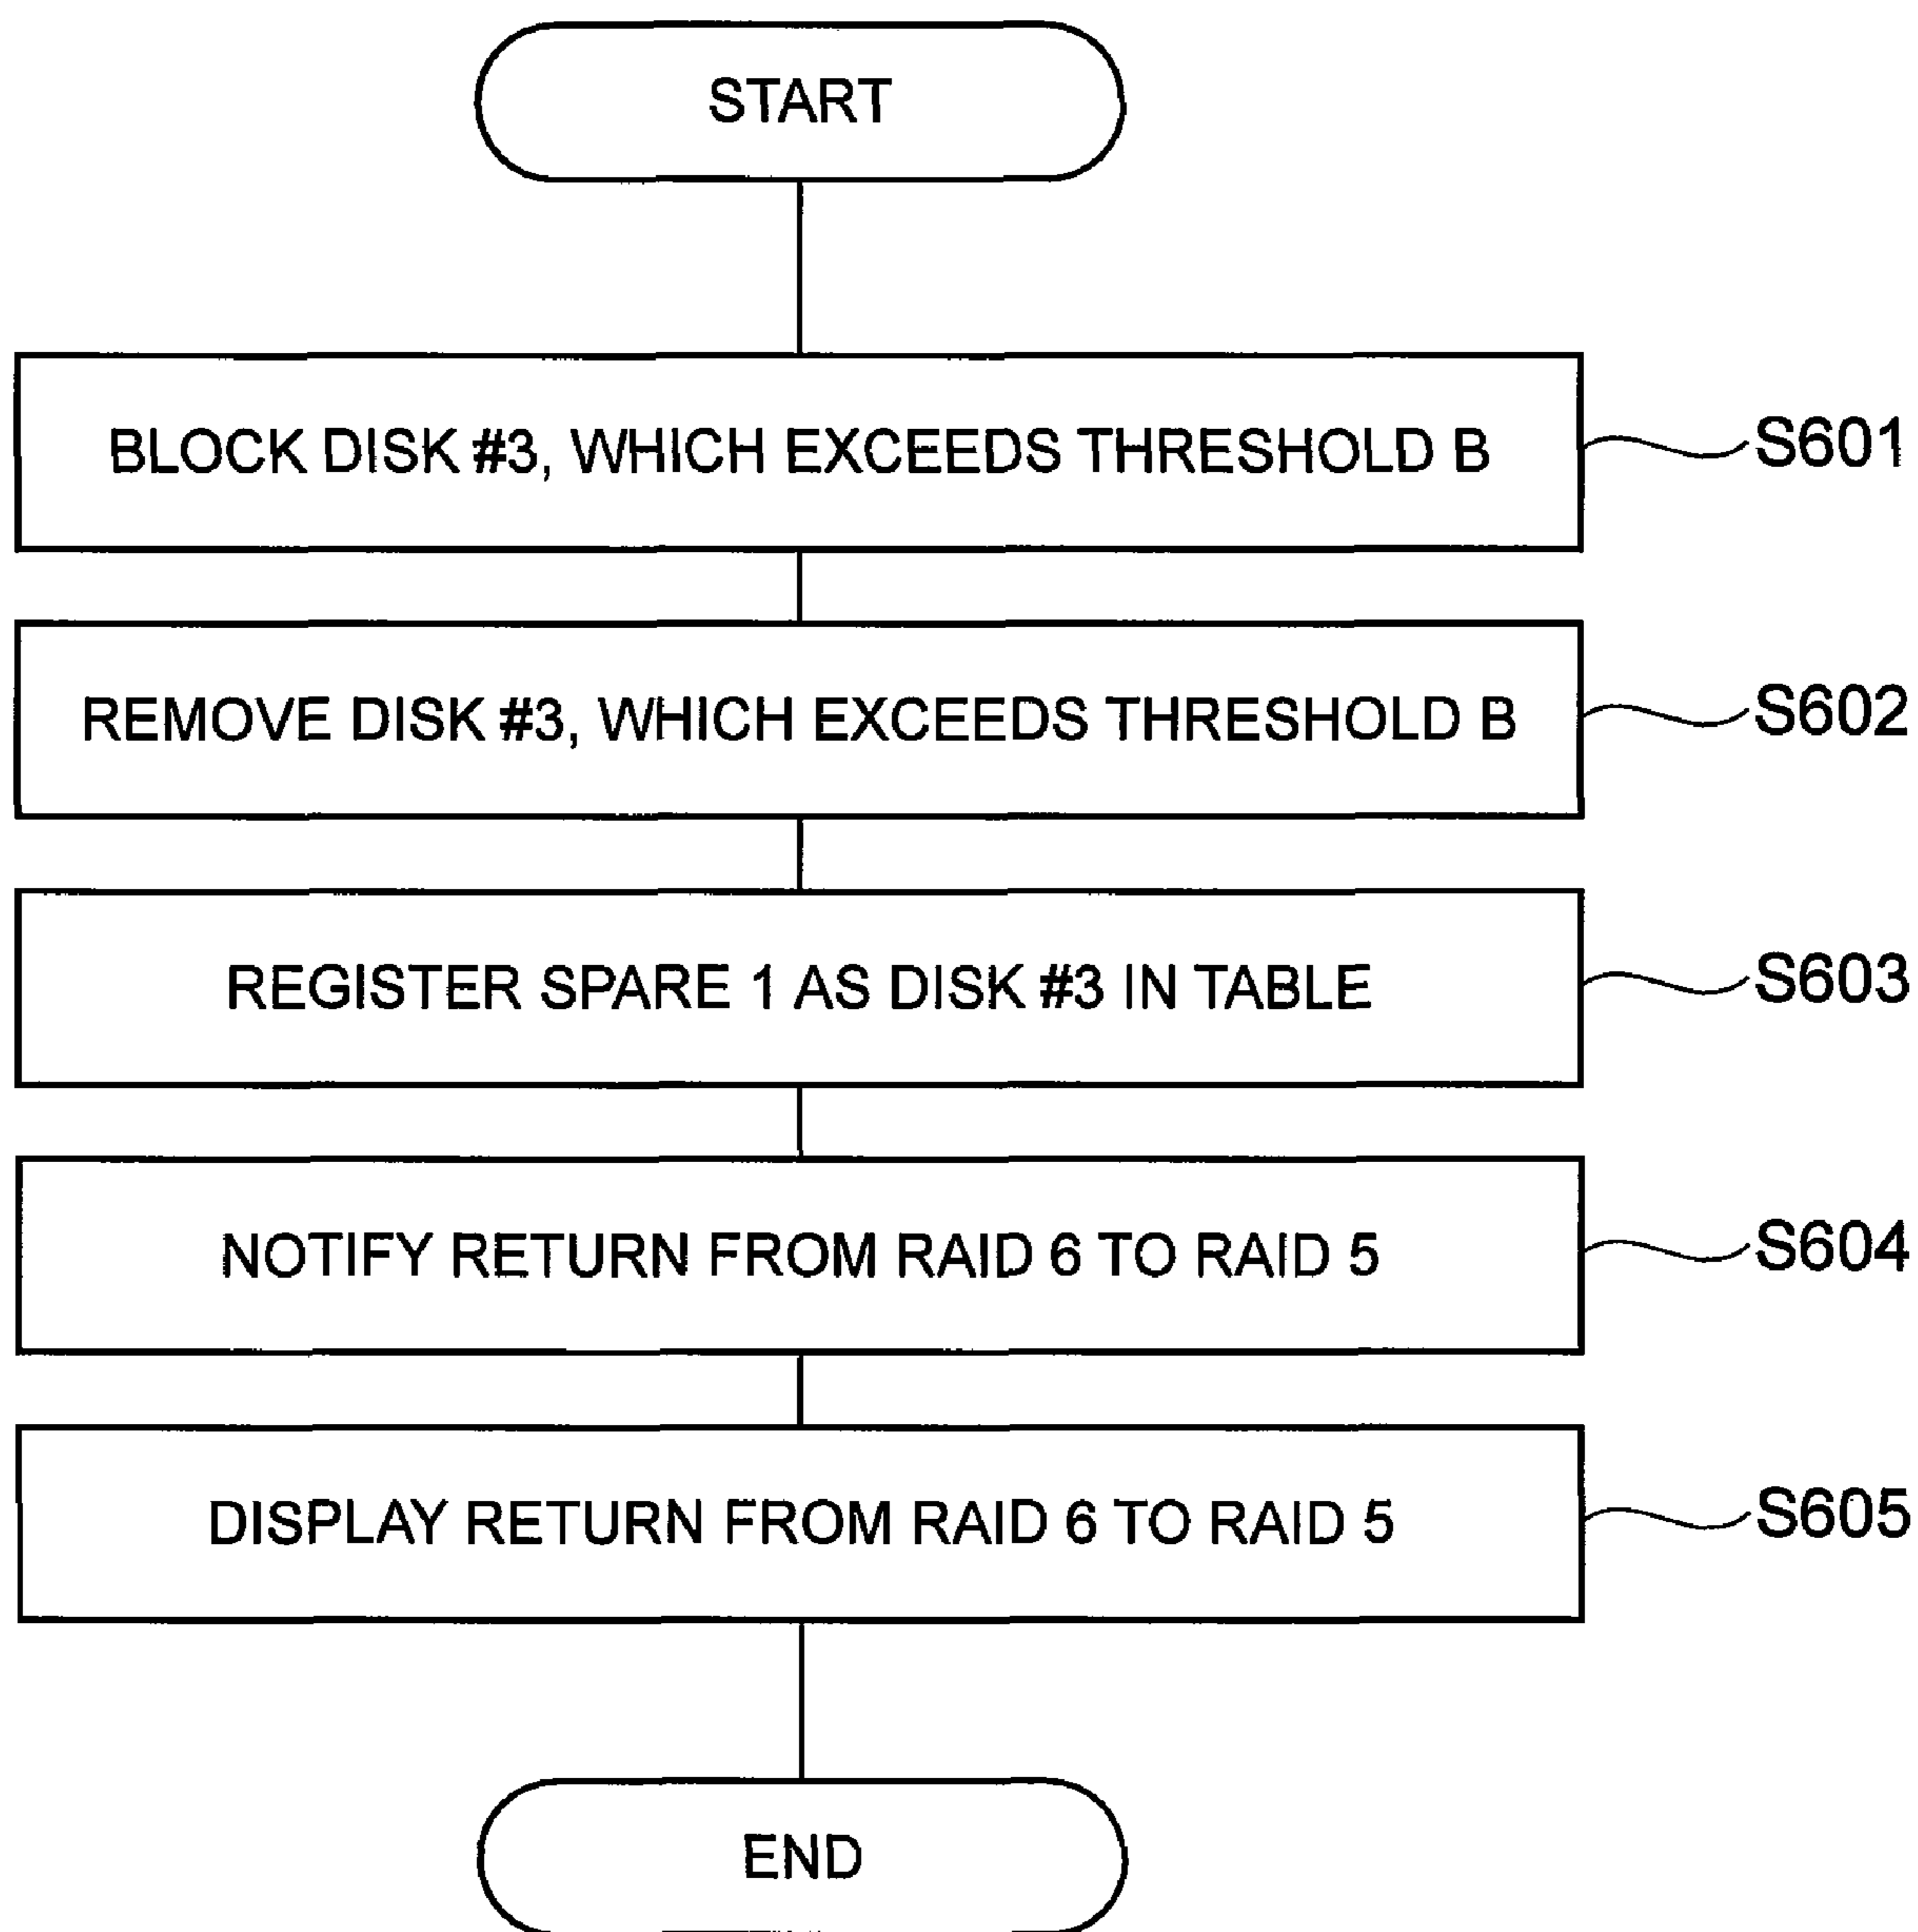 START
BLOCK DISK #3, WHICH EXCEEDS THRESHOLD B
S601
REMOVE DISK #3, WHICH EXCEEDS THRESHOLD B
S602
REGISTER SPARE 1 AS DISK #3 IN TABLE
S603
NOTIFY RETURN FROM RAID 6 TO RAID 5
S604
DISPLAY RETURN FROM RAID 6 TO RAID 5
S605
END